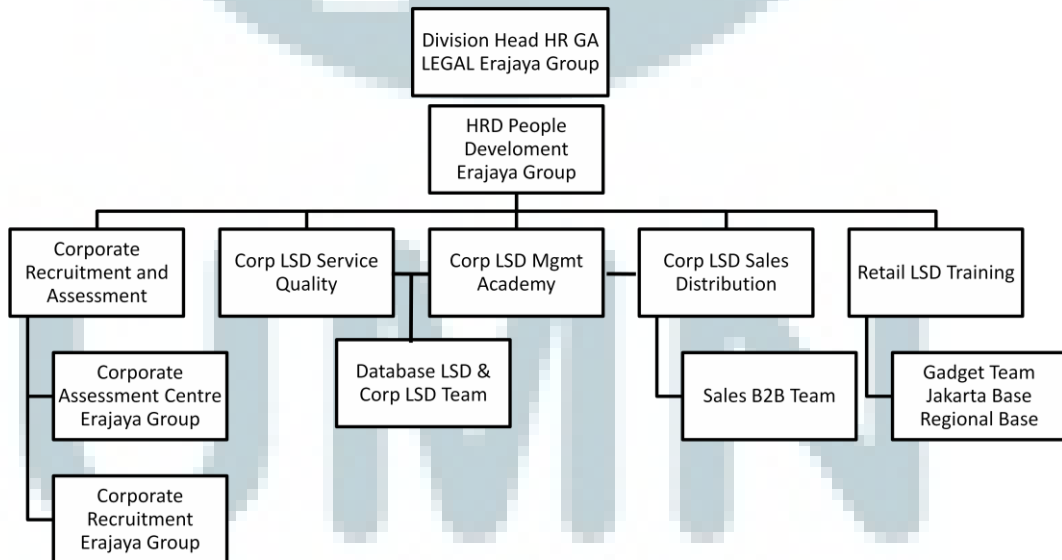 Division Head HR GA
LEGAL Erajaya Group
HRD People
Develoment
Erajaya Group
Corporate
Recruitment and
Assessment
Corp LSD Service
Quality
Corp LSD Mgmt
Academy
Corp LSD Sales
Distribution
Retail LSD Training
Corporate
Assessment Centre
Erajaya Group
Database LSD &
Corp LSD Team
Sales B2B Team
Gadget Team
Jakarta Base
Regional Base
Corporate
Recruitment
Erajaya Group
UMN